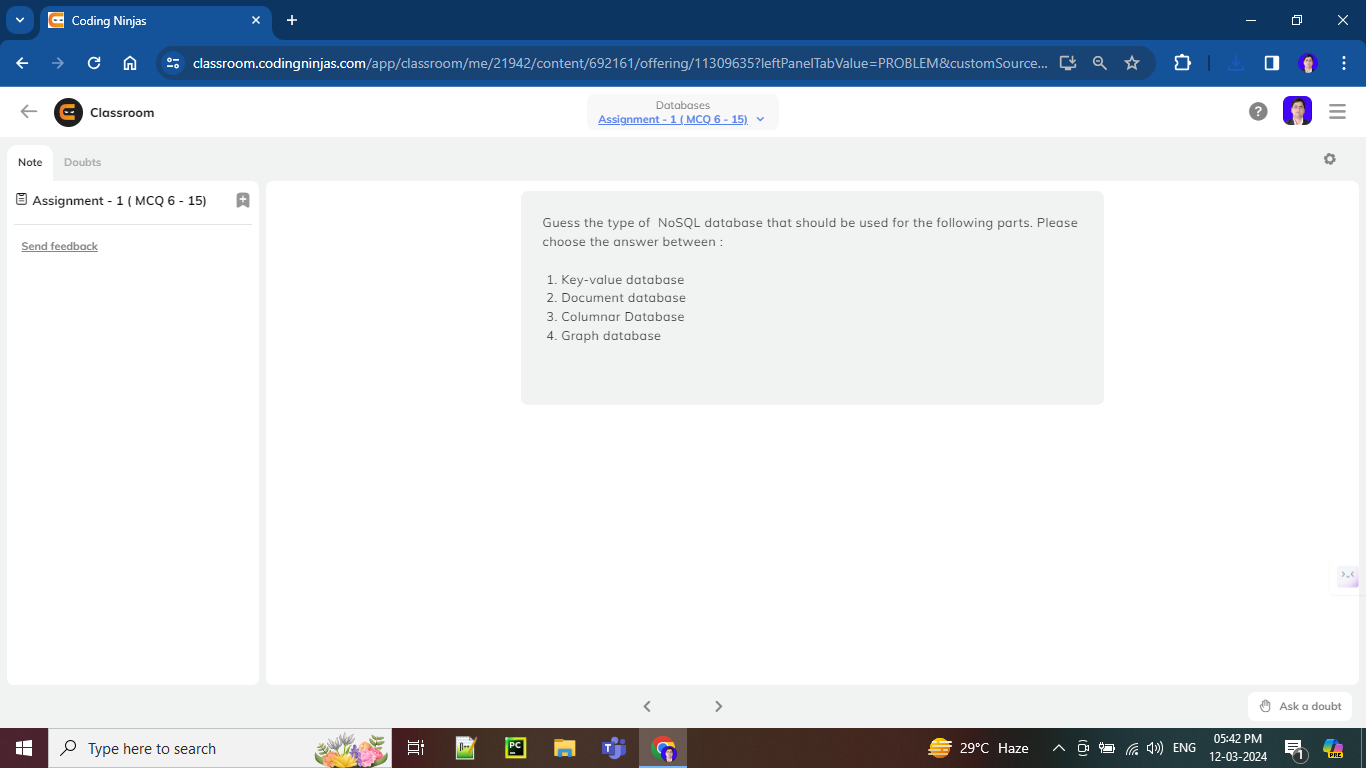 Coding Ninjas
classroom.codingninjas.com/app/classroom/me/21942/content/692161/offering/11309635?leftPanelTabValue=PROBLEM&customSource...
Classroom
Databases
Assignment - 1 ( MCQ 6 - 15)
Note
Doubts
Assignment - 1 ( MCQ 6 - 15)
Send feedback
Guess the type of  NoSQL database that should be used for the following parts. Please
choose the answer between :
1. Key-value database
2. Document database
3. Columnar Database
4. Graph database
Ask a doubt
Type here to search
PC
29°C Haze
ENG
05:42 PM
12-03-2024
1
PRE